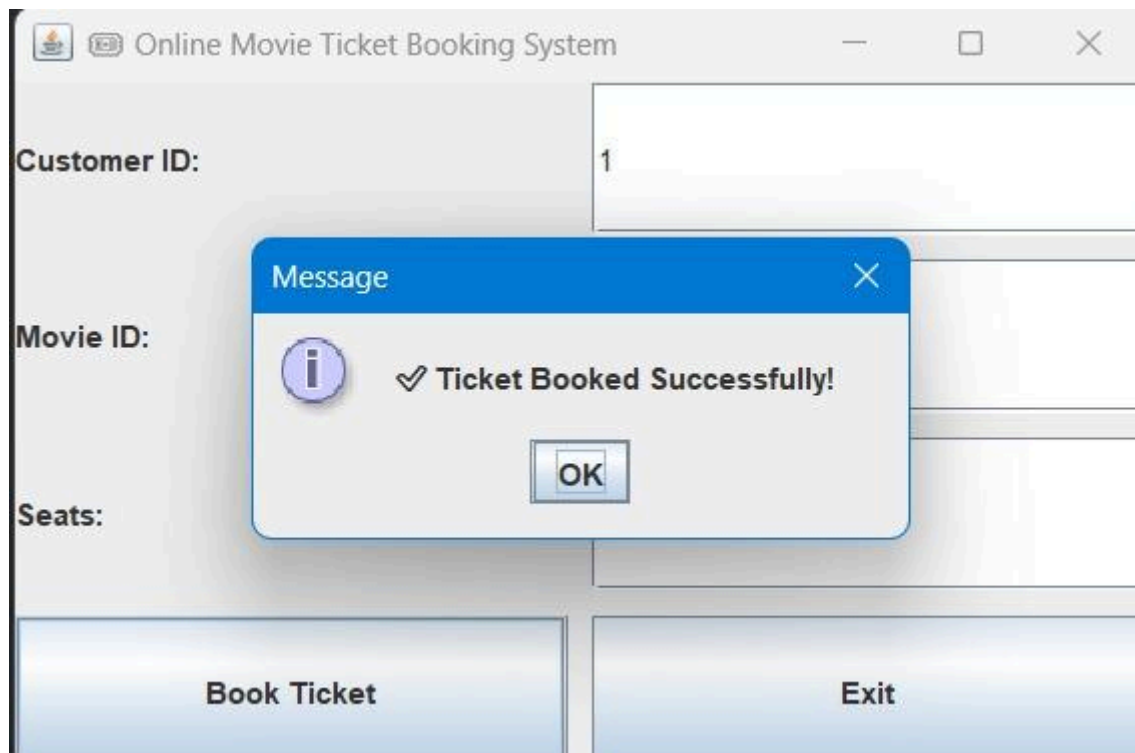 🎟 Online Movie Ticket Booking System
Customer ID:
1
Message
Movie ID:
✅ Ticket Booked Successfully!
OK
Seats:
Book Ticket
Exit